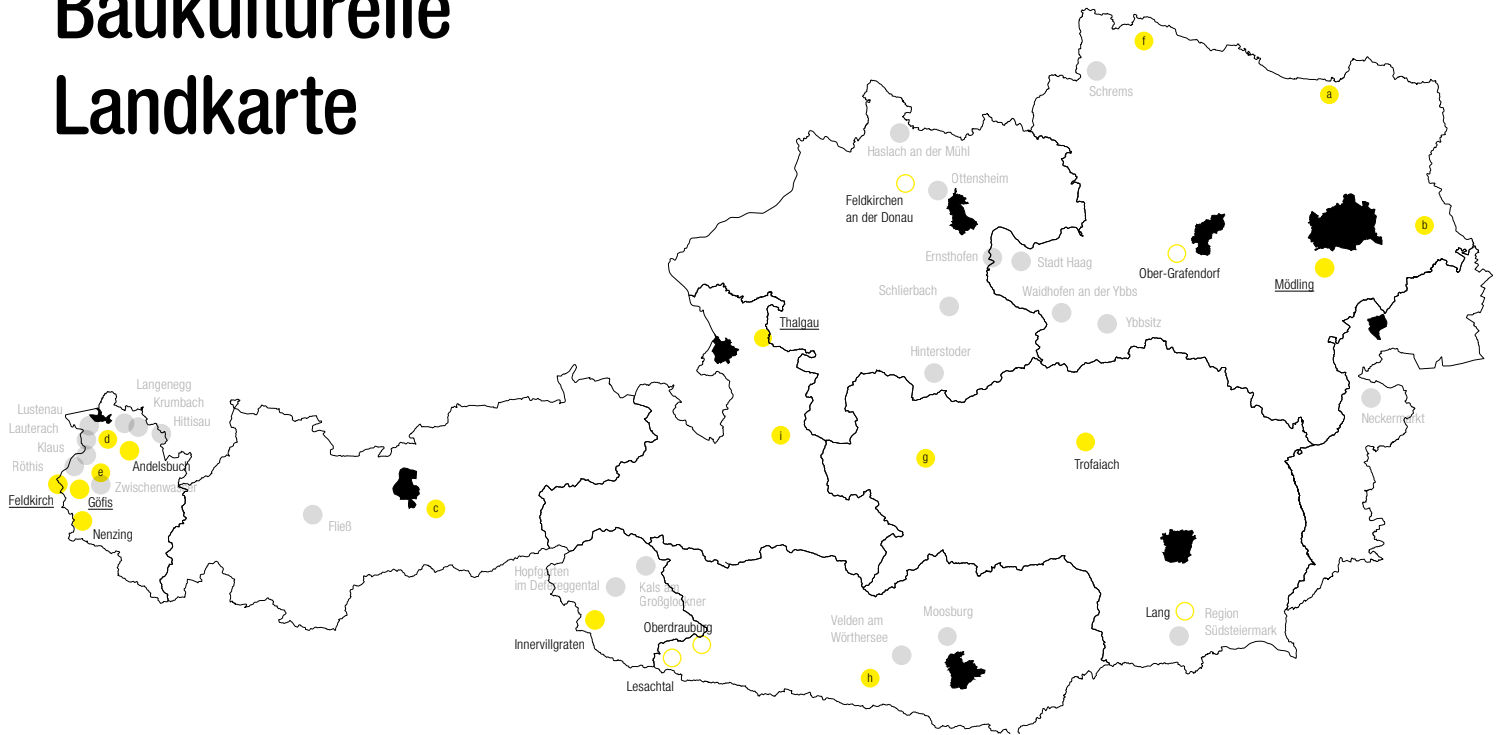 Baukulturelle
Landkarte
f
Schrems
a
Haslach an der Mühl
Ottensheim
Feldkirchen
an der Donau
b
Ernsthofen
Stadt Haag
Ober-Grafendorf
Mödling
Schlierbach
Waidhofen an der Ybbs
Ybbsitz
Thalgau
Hinterstoder
Langenegg
Krumbach
Lustenau
Hittisau
Lauterach
d
Klaus
Andelsbuch
Röthis
e
Zwischenwasser
Feldkirch
Göfis
Nenzing
Neckermarkt
i
g
Trofaiach
c
Fließ
Hopfgarten
im Defereggental
Kals am
Großglockner
Innervillgraten
Oberdrauburg
Lesachtal
Velden am
Wörthersee
Moosburg
h
Lang
Region
Südsteiermark